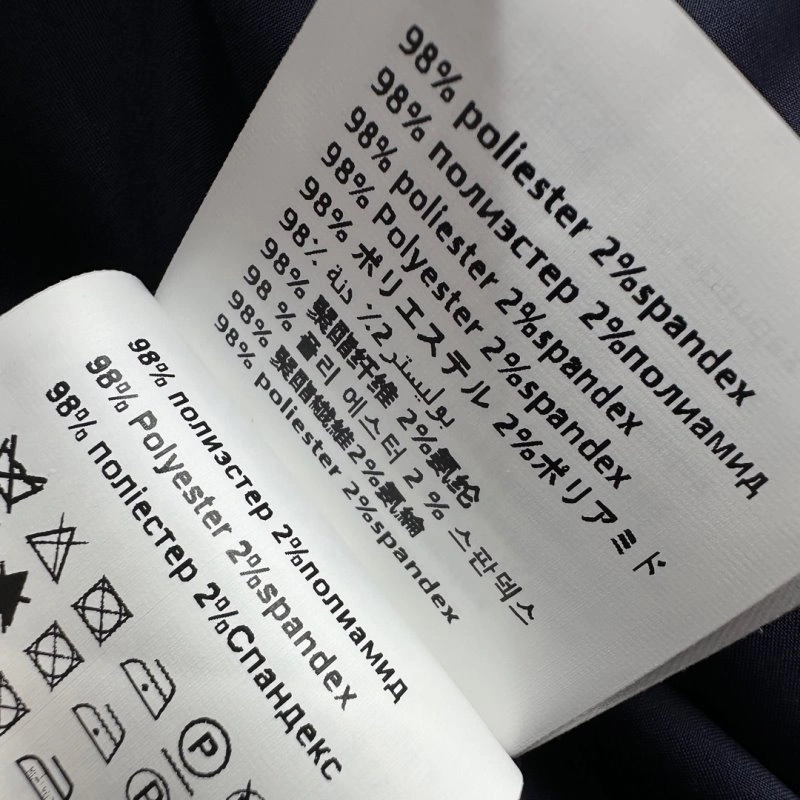 98% poliester 2%spandex
98% полиэстер 2%полиамид
98% poliester 2%spandex
98% Polyester 2%spandex
98% ポリエステル 2%ポリアミド
98٪ بوليستر 2٪
98% 聚酯纤维 2%氨纶
98 % 폴리 에스터 2 % 스판덱스
98% 聚酯纖維2%氨綸
98% poliester 2%spandex
98% полиэстер 2%полиамид
98% Polyester 2%spandex
98% поліестер 2%Спандекс
P
P